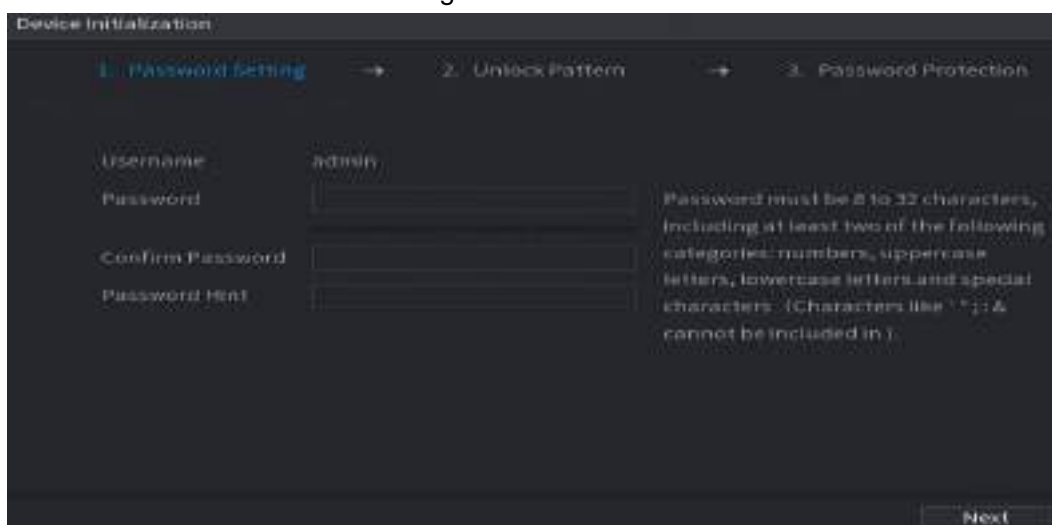 Device Initialization
1. Password Setting → 2. Unlock Pattern → 3. Password Protection
Username admin
Password
Password must be 8 to 32 characters,
including at least two of the following
categories: numbers, uppercase
letters, lowercase letters and special
characters (Characters like ' " ; : &
cannot be included in ).
Confirm Password
Password Hint
Next